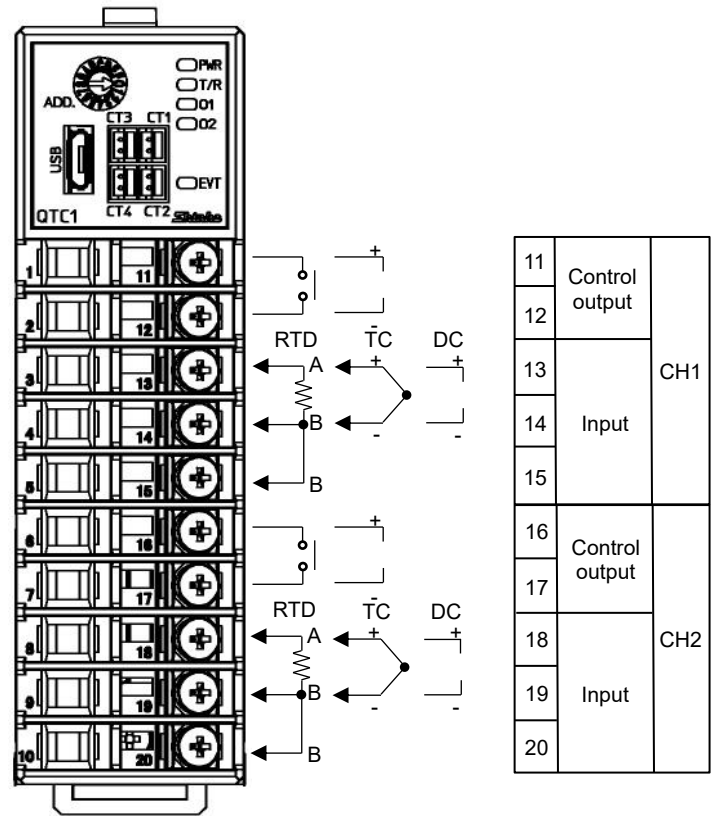 PWR
T/R
ADD.
O1
CT3 CT1
O2
USB
EVT
QTC1
CT4 CT2
Shinko
1
11
+
11
Control output
CH1
2
12
-
12
RTD
TC
DC
3
13
A
+
+
13
Input
4
14
B
-
-
14
5
15
B
15
6
16
+
16
Control output
CH2
7
17
-
17
RTD
TC
DC
8
18
A
+
+
18
Input
9
19
B
-
-
19
10
20
B
20